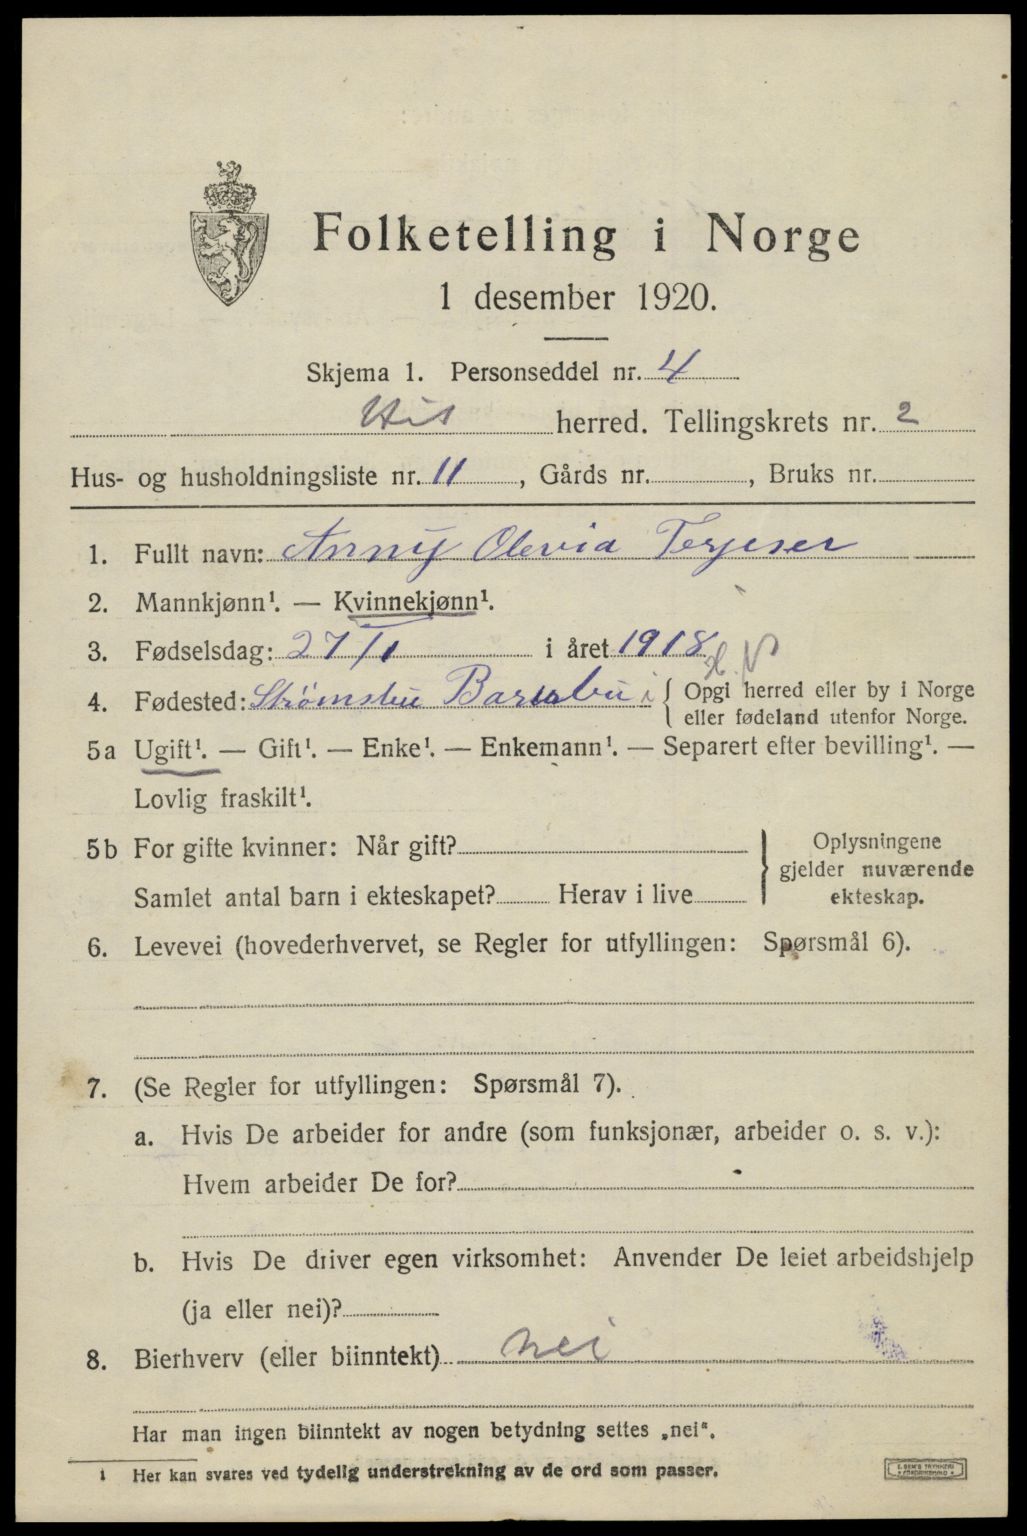 Folketelling i Norge
1 desember 1920.
Skjema 1. Personseddel nr. 4
His herred. Tellingskrets nr. 2
Hus- og husholdningsliste nr. 11, Gårds nr. , Bruks nr.
1. Fullt navn: Anny Olevia Terjesen
2. Mannkjønn¹. — Kvinnekjønn¹.
3. Fødselsdag: 27/1 i året 1918
4. Fødested: Strømsbu Barbu i { Opgi herred eller by i Norge
eller fødeland utenfor Norge.
5a Ugift¹. — Gift¹. — Enke¹. — Enkemann¹. — Separert efter bevilling¹. —
Lovlig fraskilt¹.
5b For gifte kvinner: Når gift? } Oplysningene
gjelder nuværende
Samlet antal barn i ekteskapet? Herav i live ekteskap.
6. Levevei (hovederhvervet, se Regler for utfyllingen: Spørsmål 6).
7. (Se Regler for utfyllingen: Spørsmål 7).
a. Hvis De arbeider for andre (som funksjonær, arbeider o. s. v.):
Hvem arbeider De for?
b. Hvis De driver egen virksomhet: Anvender De leiet arbeidshjelp
(ja eller nei)?
8. Bierhverv (eller biinntekt) nei
Har man ingen biinntekt av nogen betydning settes „nei“.
¹ Her kan svares ved tydelig understrekning av de ord som passer.